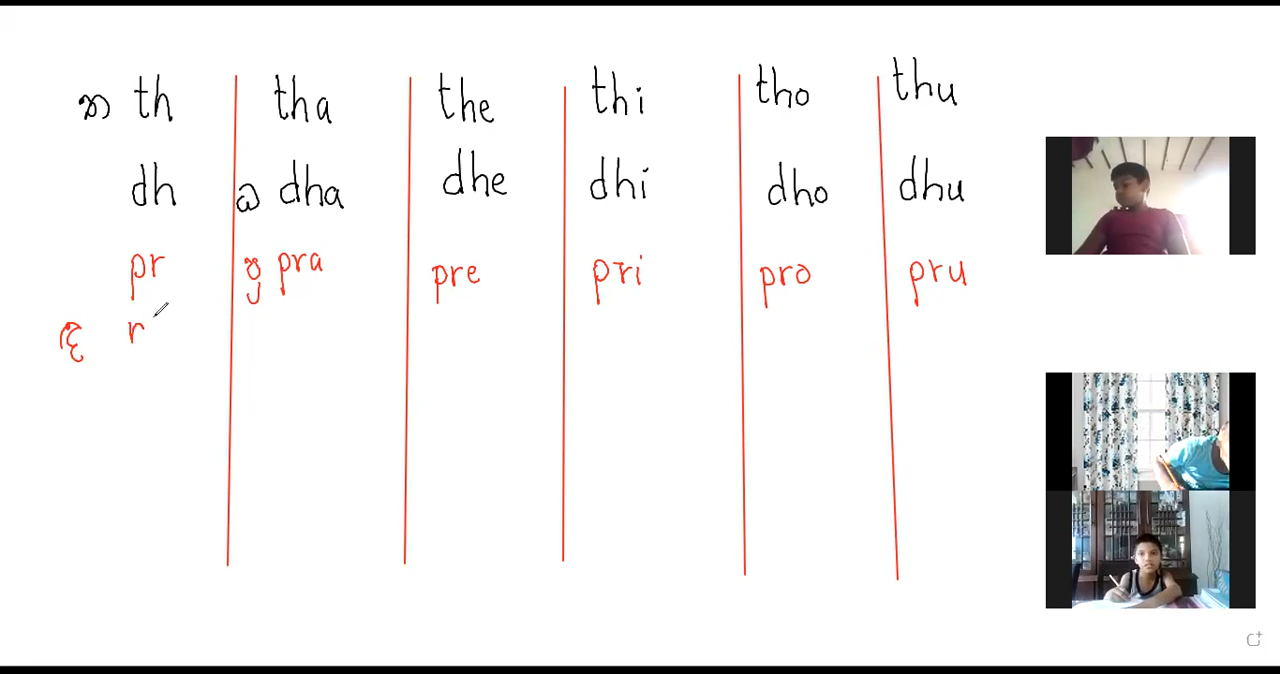 ත th tha the thi tho thu
dh dha dhe dhi dho dhu
pr ප්‍ර pra pre pri pro pru
r